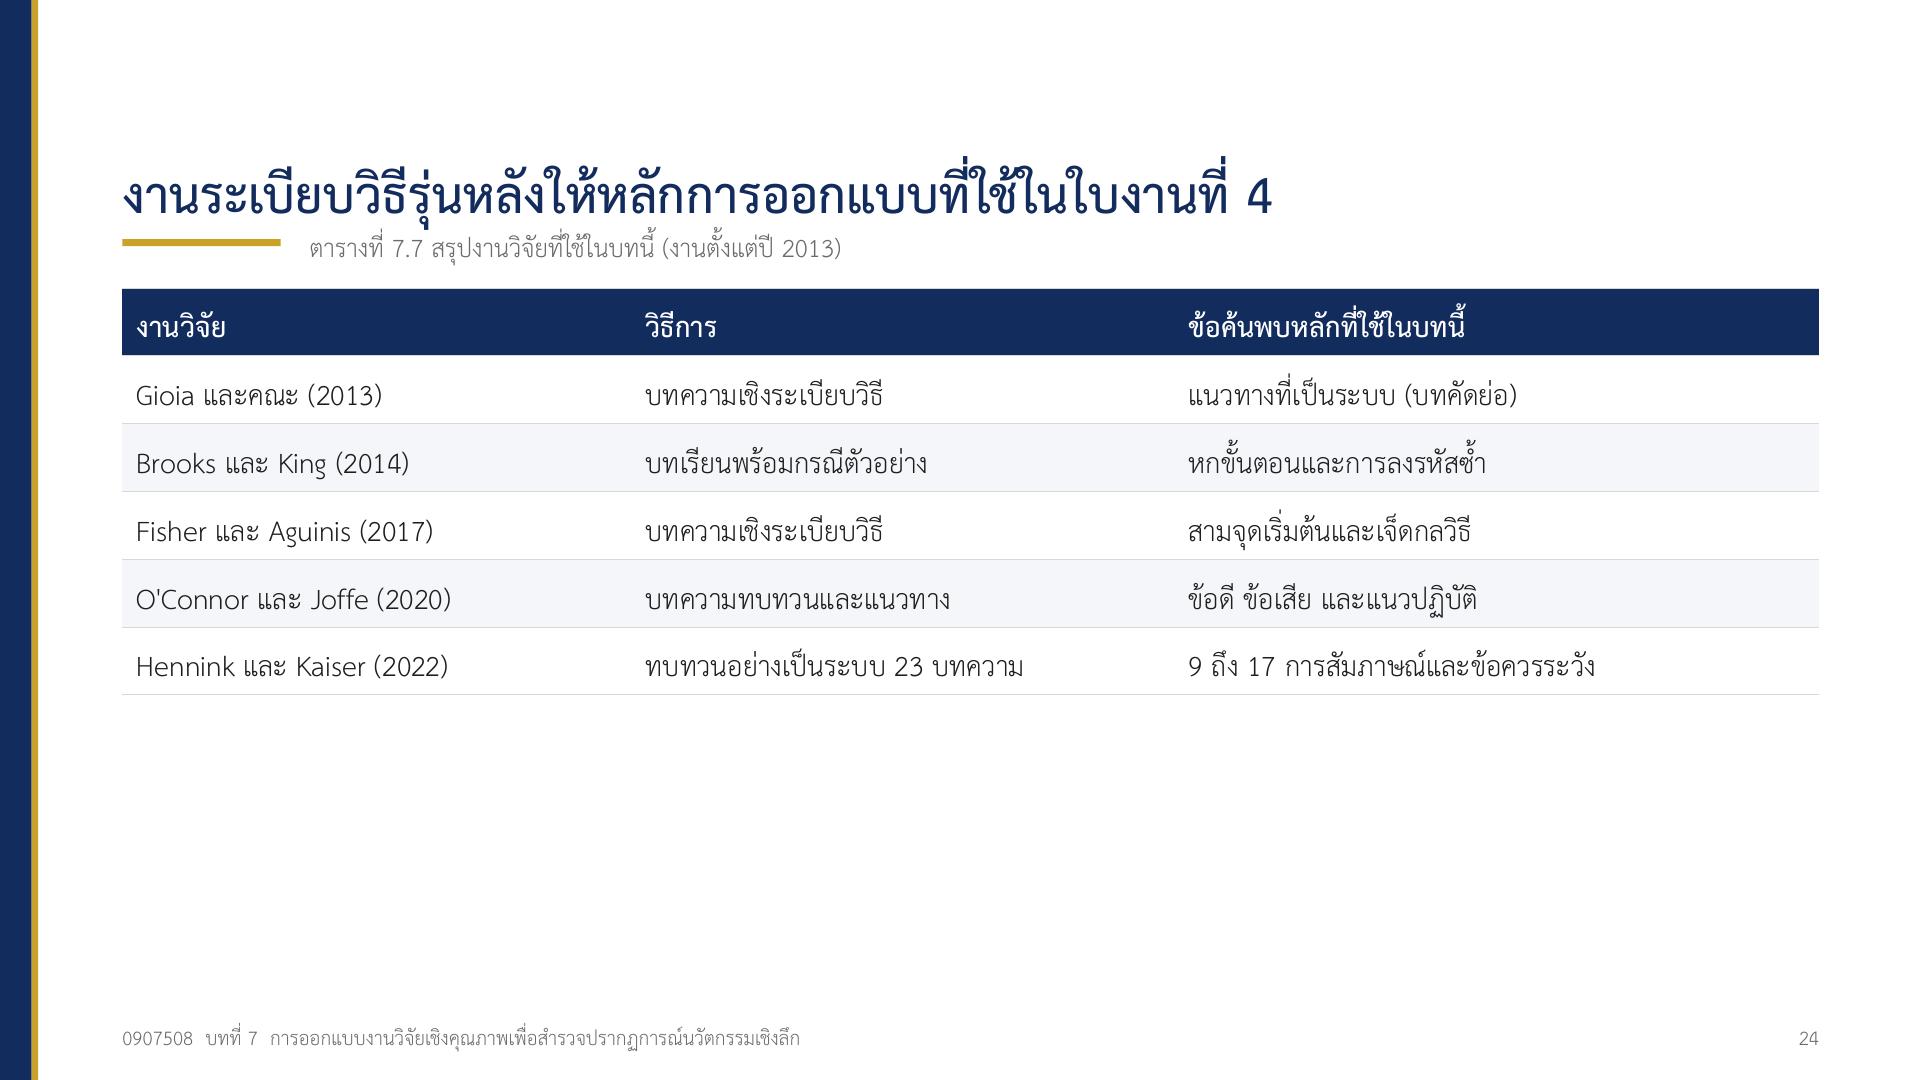 งานระเบียบวิธีรุ่นหลังให้หลักการออกแบบที่ใช้ในใบงานที่ 4
ตารางที่ 7.7 สรุปงานวิจัยที่ใช้ในบทนี้ (งานตั้งแต่ปี 2013)
งานวิจัย วิธีการ ข้อค้นพบหลักที่ใช้ในบทนี้
Gioia และคณะ (2013) บทความเชิงระเบียบวิธี แนวทางที่เป็นระบบ (บทคัดย่อ)
Brooks และ King (2014) บทเรียนพร้อมกรณีตัวอย่าง หกขั้นตอนและการลงรหัสซ้ำ
Fisher และ Aguinis (2017) บทความเชิงระเบียบวิธี สามจุดเริ่มต้นและเจ็ดกลวิธี
O'Connor และ Joffe (2020) บทความทบทวนและแนวทาง ข้อดี ข้อเสีย และแนวปฏิบัติ
Hennink และ Kaiser (2022) ทบทวนอย่างเป็นระบบ 23 บทความ 9 ถึง 17 การสัมภาษณ์และข้อควรระวัง
0907508 บทที่ 7 การออกแบบงานวิจัยเชิงคุณภาพเพื่อสำรวจปรากฏการณ์นวัตกรรมเชิงลึก 24